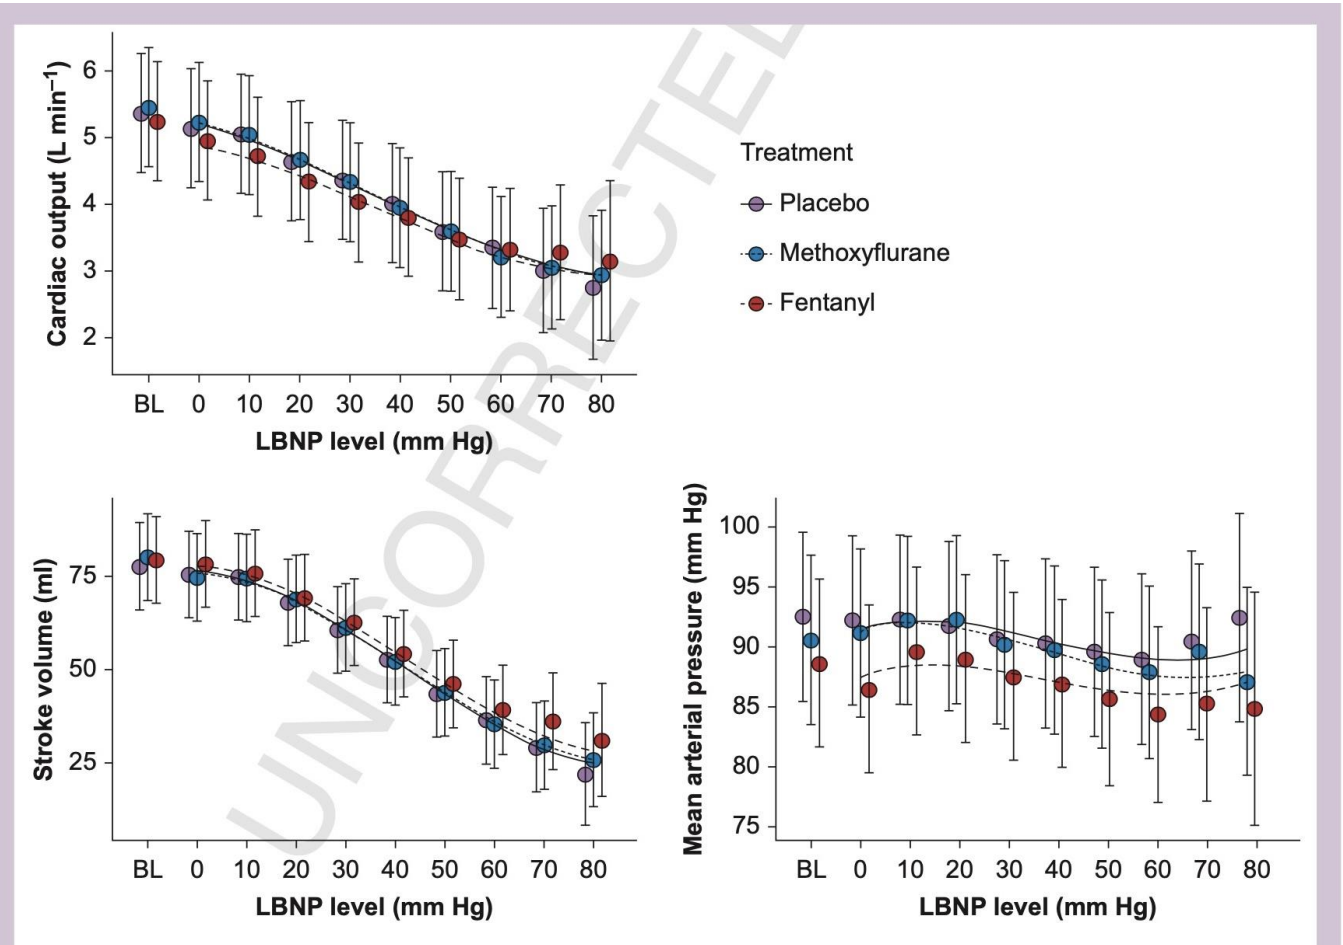 UNCORRECTED
Cardiac output (L min–1)
6
5
4
3
2
BL 0 10 20 30 40 50 60 70 80
LBNP level (mm Hg)
Treatment
Placebo
Methoxyflurane
Fentanyl
Stroke volume (ml)
75
50
25
BL 0 10 20 30 40 50 60 70 80
LBNP level (mm Hg)
Mean arterial pressure (mm Hg)
100
95
90
85
80
75
BL 0 10 20 30 40 50 60 70 80
LBNP level (mm Hg)